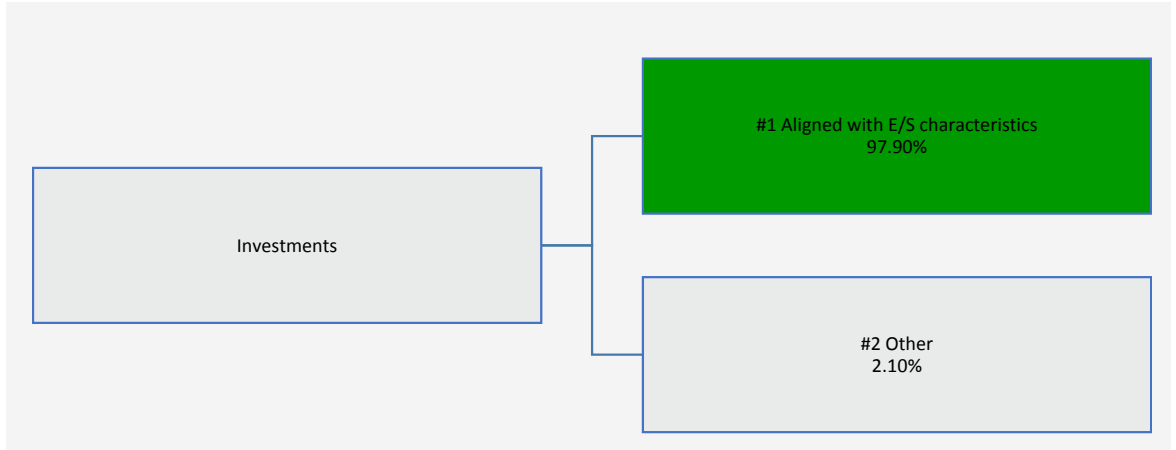 #1 Aligned with E/S characteristics
97.90%
Investments
#2 Other
2.10%